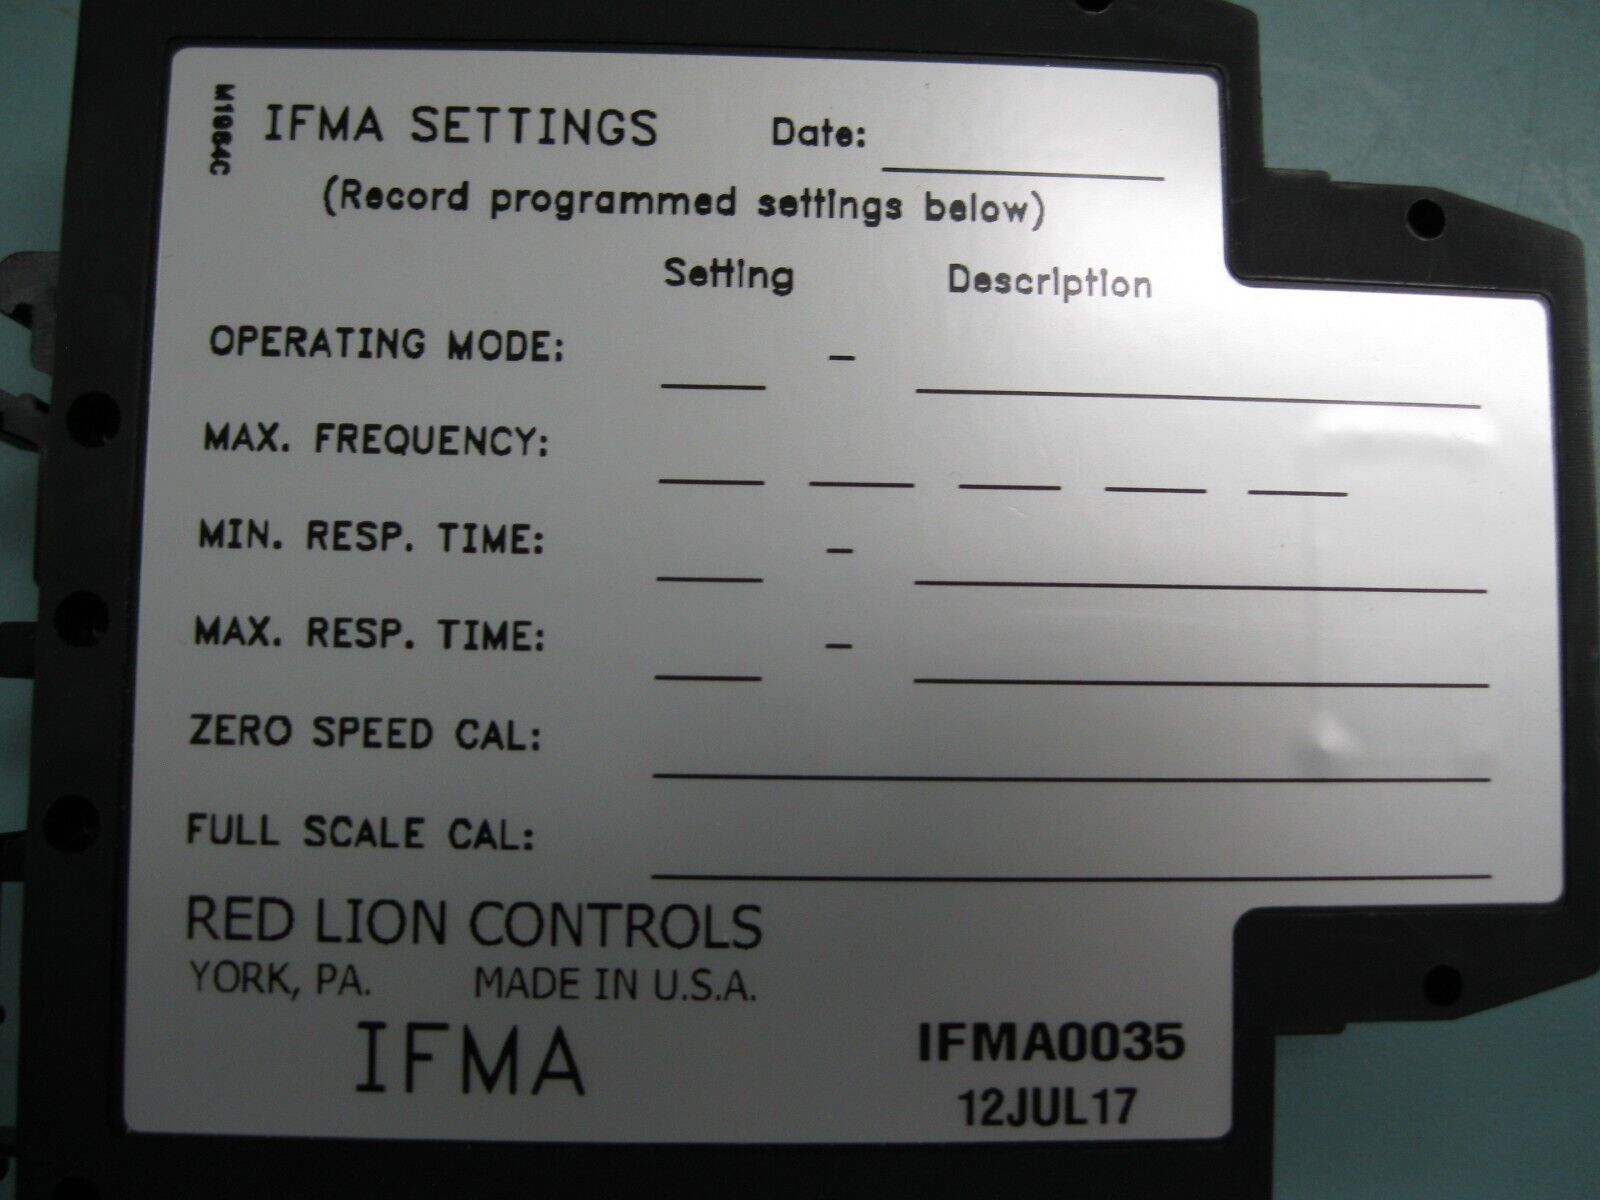 M1964C
IFMA SETTINGS Date:
(Record programmed settings below)
Setting Description
OPERATING MODE: -
MAX. FREQUENCY:
MIN. RESP. TIME: -
MAX. RESP. TIME: -
ZERO SPEED CAL:
FULL SCALE CAL:
RED LION CONTROLS
YORK, PA. MADE IN U.S.A.
IFMA IFMA0035
12JUL17